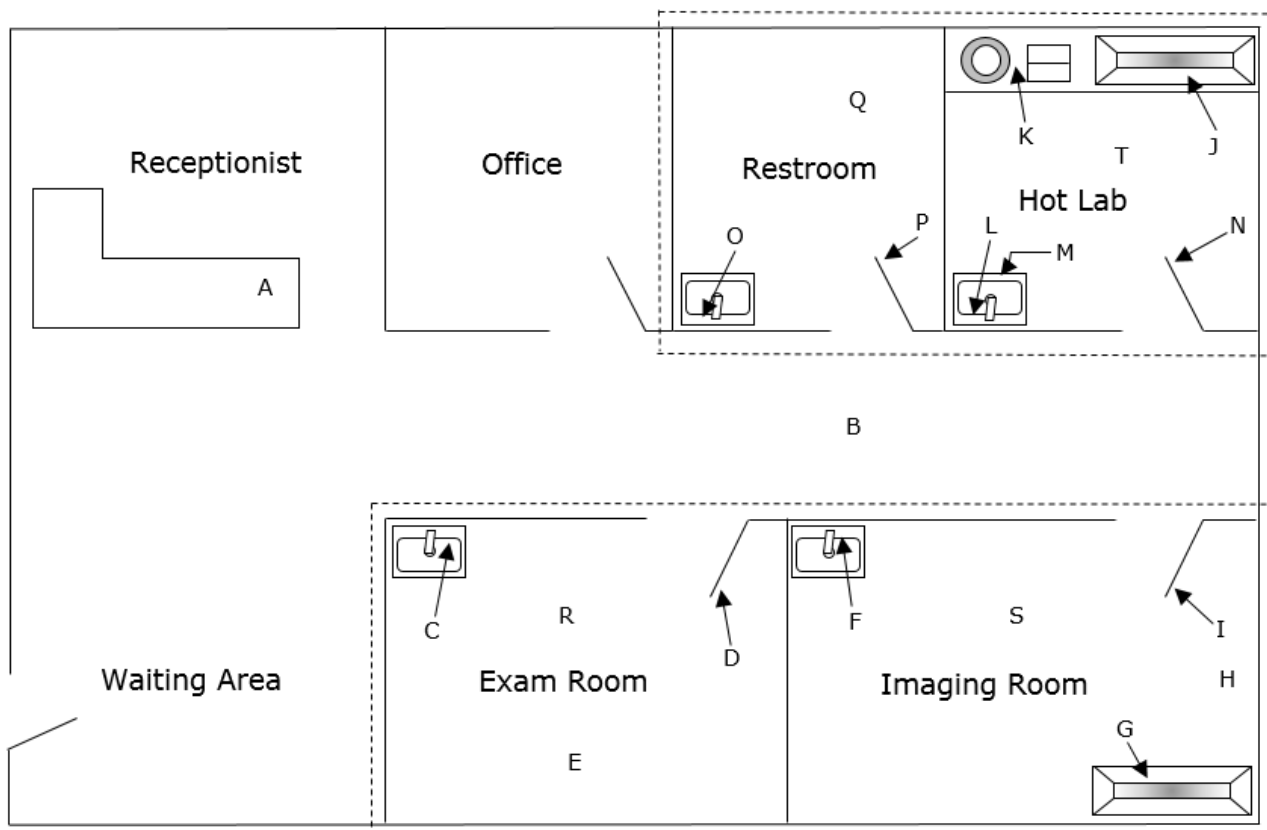 Q
K
J
T
Receptionist
Office
Restroom
Hot Lab
P
L
N
O
M
A
B
C
R
F
S
I
D
Waiting Area
Exam Room
Imaging Room
H
G
E